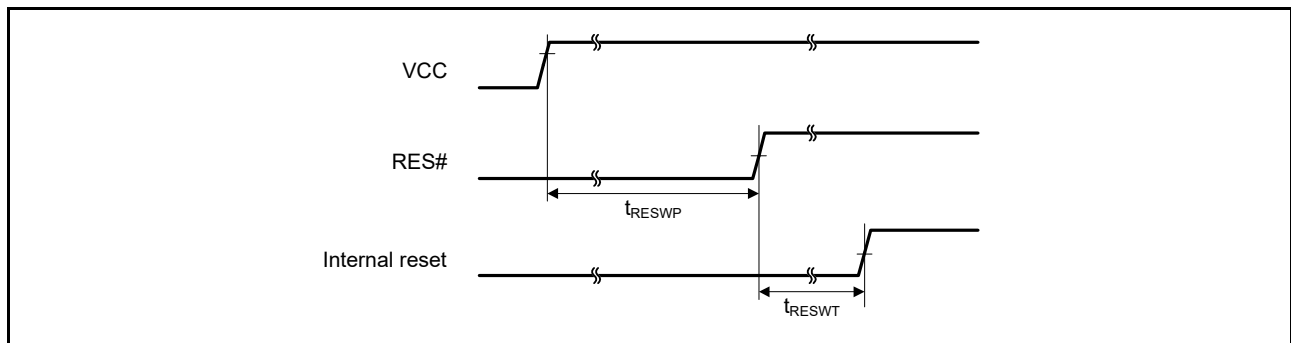 VCC
RES#
tRESWP
Internal reset
tRESWT